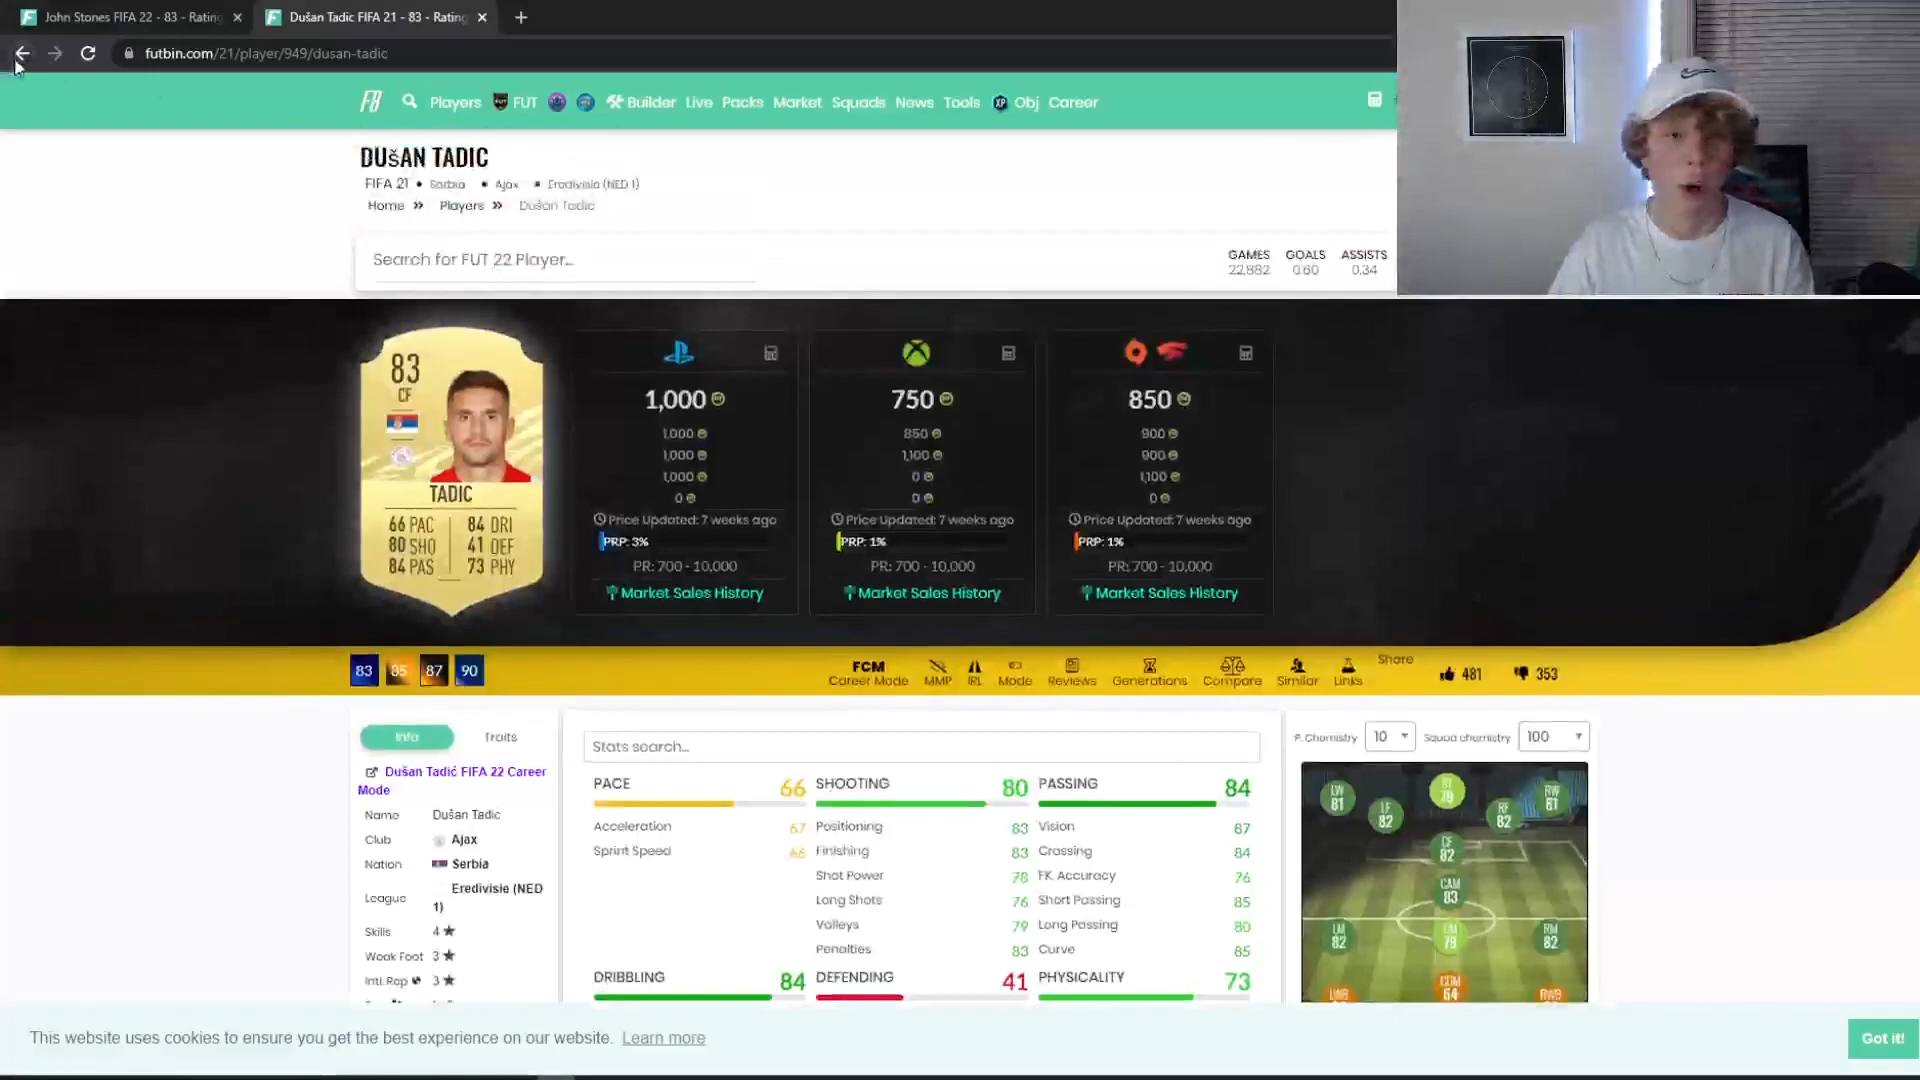 John Stones FIFA 22 - 83 - Rating
Dušan Tadic FIFA 21 - 83 - Rating
futbin.com/21/player/949/dusan-tadic
Players FUT Builder Live Packs Market Squads News Tools XP Obj Career
DUšAN TADIC
FIFA 21 • Serbia • Ajax • Eredivisie (NED 1)
Home » Players » Dušan Tadic
Search for FUT 22 Player...
GAMES GOALS ASSISTS
22,882 0.60 0.34
83
CF
TADIC
66 PAC 84 DRI
80 SHO 41 DEF
84 PAS 73 PHY
1,000
1,000
1,000
1,000
0
Price Updated: 7 weeks ago
PRP: 3%
PR: 700 - 10,000
Market Sales History
750
850
1,100
0
0
Price Updated: 7 weeks ago
PRP: 1%
PR: 700 - 10,000
Market Sales History
850
900
900
1,100
0
Price Updated: 7 weeks ago
PRP: 1%
PR: 700 - 10,000
Market Sales History
83 85 87 90
FCM
Career Mode MMP IRL Mode Reviews Generations Compare Similar Links Share 481 353
Info Traits
Dušan Tadić FIFA 22 Career
Mode
Name Dušan Tadic
Club Ajax
Nation Serbia
League Eredivisie (NED
1)
Skills 4
Weak Foot 3
Intl. Rep 3
Stats search...
PACE 66
Acceleration 67
Sprint Speed 66
SHOOTING 80
Positioning 83
Finishing 83
Shot Power 78
Long Shots 76
Volleys 79
Penalties 83
PASSING 84
Vision 87
Crossing 84
FK. Accuracy 76
Short Passing 85
Long Passing 80
Curve 85
DRIBBLING 84
DEFENDING 41
PHYSICALITY 73
P. Chemistry 10 Squad chemistry 100
LW
81
ST
79
RW
81
LF
82
RF
82
CF
82
CAM
83
LM
82
CM
79
RM
82
LWB
CDM
64
RWB
This website uses cookies to ensure you get the best experience on our website. Learn more
Got it!